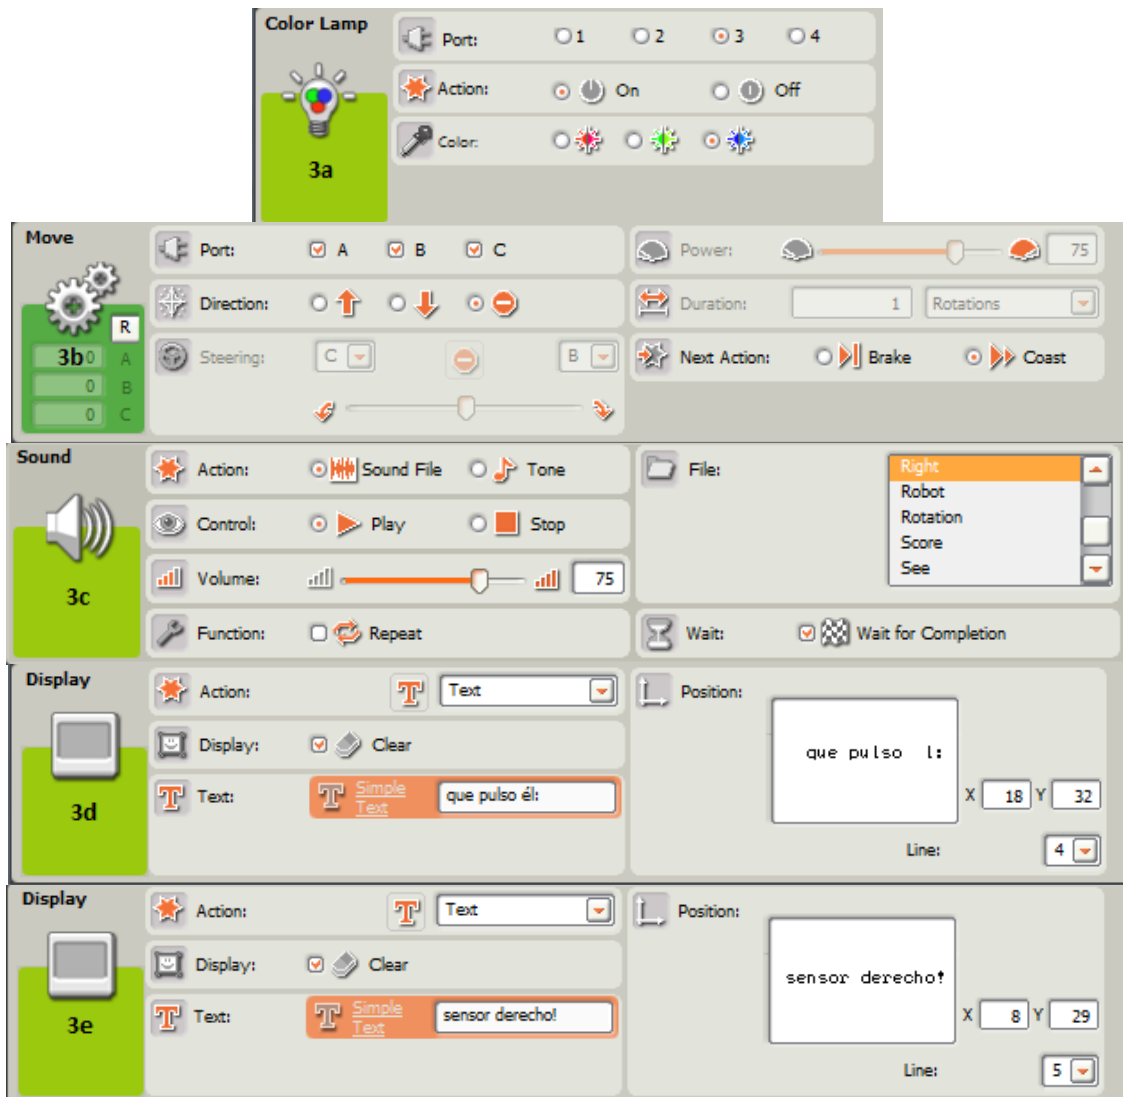 Color Lamp
Port: 1 2 3 4
Action: On Off
Color:
3a
Move
Port: A B C
Power: 75
Direction:
Duration: 1 Rotations
R
3b 0 A
0 B
0 C
Steering: C B
Next Action: Brake Coast
Sound
Action: Sound File Tone
File: Right
Robot
Rotation
Score
See
Control: Play Stop
Volume: 75
3c
Function: Repeat
Wait: Wait for Completion
Display
Action: T Text
Position:
Display: Clear
que pulso l:
T Text: T Simple Text que pulso él:
X 18 Y 32
3d
Line: 4
Display
Action: T Text
Position:
Display: Clear
sensor derecho!
T Text: T Simple Text sensor derecho!
X 8 Y 29
3e
Line: 5